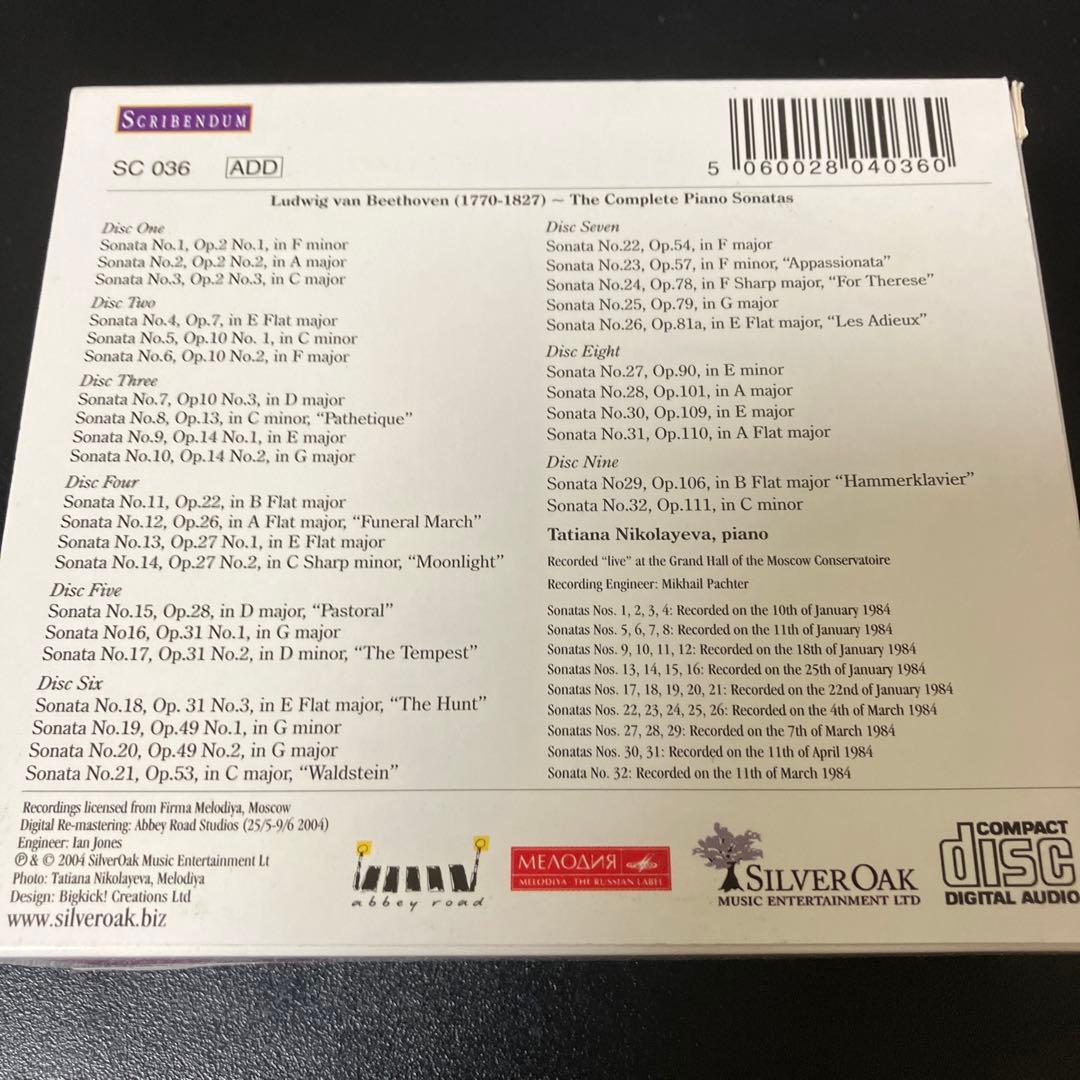 SCRIBENDUM
SC 036 ADD
5 060028 040360
Ludwig van Beethoven (1770-1827) ~ The Complete Piano Sonatas
Disc One
Sonata No.1, Op.2 No.1, in F minor
Sonata No.2, Op.2 No.2, in A major
Sonata No.3, Op.2 No.3, in C major
Disc Two
Sonata No.4, Op.7, in E Flat major
Sonata No.5, Op.10 No. 1, in C minor
Sonata No.6, Op.10 No.2, in F major
Disc Three
Sonata No.7, Op10 No.3, in D major
Sonata No.8, Op.13, in C minor, “Pathetique”
Sonata No.9, Op.14 No.1, in E major
Sonata No.10, Op.14 No.2, in G major
Disc Four
Sonata No.11, Op.22, in B Flat major
Sonata No.12, Op.26, in A Flat major, “Funeral March”
Sonata No.13, Op.27 No.1, in E Flat major
Sonata No.14, Op.27 No.2, in C Sharp minor, “Moonlight”
Disc Five
Sonata No.15, Op.28, in D major, “Pastoral”
Sonata No16, Op.31 No.1, in G major
Sonata No.17, Op.31 No.2, in D minor, “The Tempest”
Disc Six
Sonata No.18, Op. 31 No.3, in E Flat major, “The Hunt”
Sonata No.19, Op.49 No.1, in G minor
Sonata No.20, Op.49 No.2, in G major
Sonata No.21, Op.53, in C major, “Waldstein”
Disc Seven
Sonata No.22, Op.54, in F major
Sonata No.23, Op.57, in F minor, “Appassionata”
Sonata No.24, Op.78, in F Sharp major, “For Therese”
Sonata No.25, Op.79, in G major
Sonata No.26, Op.81a, in E Flat major, “Les Adieux”
Disc Eight
Sonata No.27, Op.90, in E minor
Sonata No.28, Op.101, in A major
Sonata No.30, Op.109, in E major
Sonata No.31, Op.110, in A Flat major
Disc Nine
Sonata No29, Op.106, in B Flat major “Hammerklavier”
Sonata No.32, Op.111, in C minor
Tatiana Nikolayeva, piano
Recorded “live” at the Grand Hall of the Moscow Conservatoire
Recording Engineer: Mikhail Pachter
Sonatas Nos. 1, 2, 3, 4: Recorded on the 10th of January 1984
Sonatas Nos. 5, 6, 7, 8: Recorded on the 11th of January 1984
Sonatas Nos. 9, 10, 11, 12: Recorded on the 18th of January 1984
Sonatas Nos. 13, 14, 15, 16: Recorded on the 25th of January 1984
Sonatas Nos. 17, 18, 19, 20, 21: Recorded on the 22nd of January 1984
Sonatas Nos. 22, 23, 24, 25, 26: Recorded on the 4th of March 1984
Sonatas Nos. 27, 28, 29: Recorded on the 7th of March 1984
Sonatas Nos. 30, 31: Recorded on the 11th of April 1984
Sonata No. 32: Recorded on the 11th of March 1984
Recordings licensed from Firma Melodiya, Moscow
Digital Re-mastering: Abbey Road Studios (25/5-9/6 2004)
Engineer: Ian Jones
℗ & © 2004 SilverOak Music Entertainment Lt
Photo: Tatiana Nikolayeva, Melodiya
Design: Bigkick! Creations Ltd
www.silveroak.biz
abbey road
МЕЛОДИЯ
MELODIYA · THE RUSSIAN LABEL
SILVEROAK
MUSIC ENTERTAINMENT LTD
COMPACT
disc
DIGITAL AUDIO